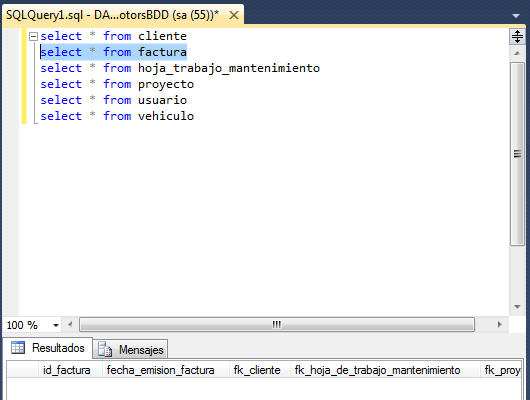 SQLQuery1.sql - DA...otorsBDD (sa (55))*
select * from cliente
select * from factura
select * from hoja_trabajo_mantenimiento
select * from proyecto
select * from usuario
select * from vehiculo
100 %
Resultados Mensajes
id_factura fecha_emision_factura fk_cliente fk_hoja_de_trabajo_mantenimiento fk_proy